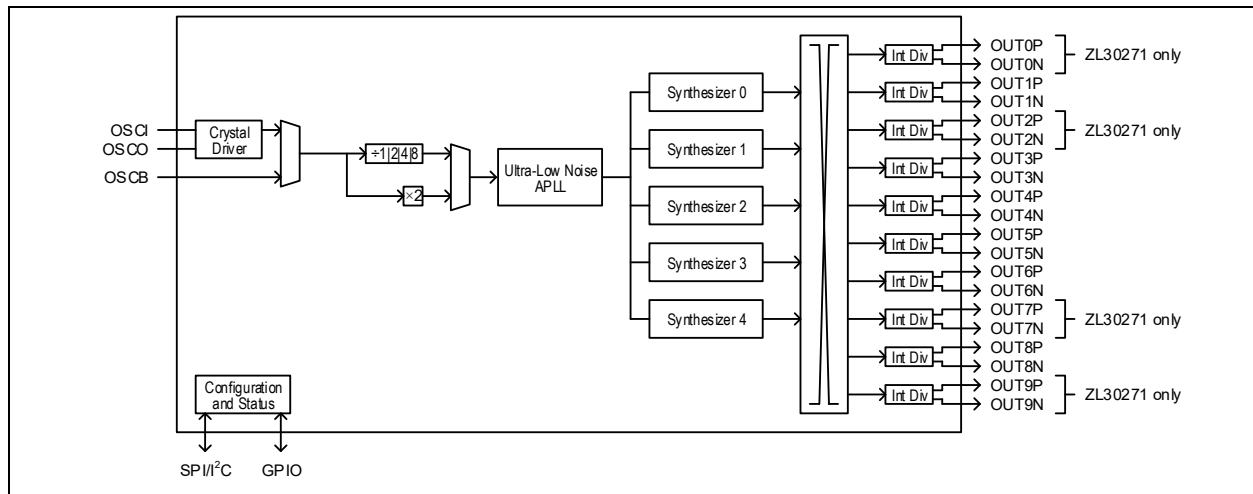 OSCI
OSCO
OSCB
Crystal
Driver
÷1|2|4|8
×2
Ultra-Low Noise
APLL
Synthesizer 0
Synthesizer 1
Synthesizer 2
Synthesizer 3
Synthesizer 4
Int Div
Int Div
Int Div
Int Div
Int Div
Int Div
Int Div
Int Div
Int Div
Int Div
OUT0P
OUT0N
ZL30271 only
OUT1P
OUT1N
OUT2P
OUT2N
ZL30271 only
OUT3P
OUT3N
OUT4P
OUT4N
OUT5P
OUT5N
OUT6P
OUT6N
OUT7P
OUT7N
ZL30271 only
OUT8P
OUT8N
OUT9P
OUT9N
ZL30271 only
Configuration
and Status
SPI/I²C
GPIO